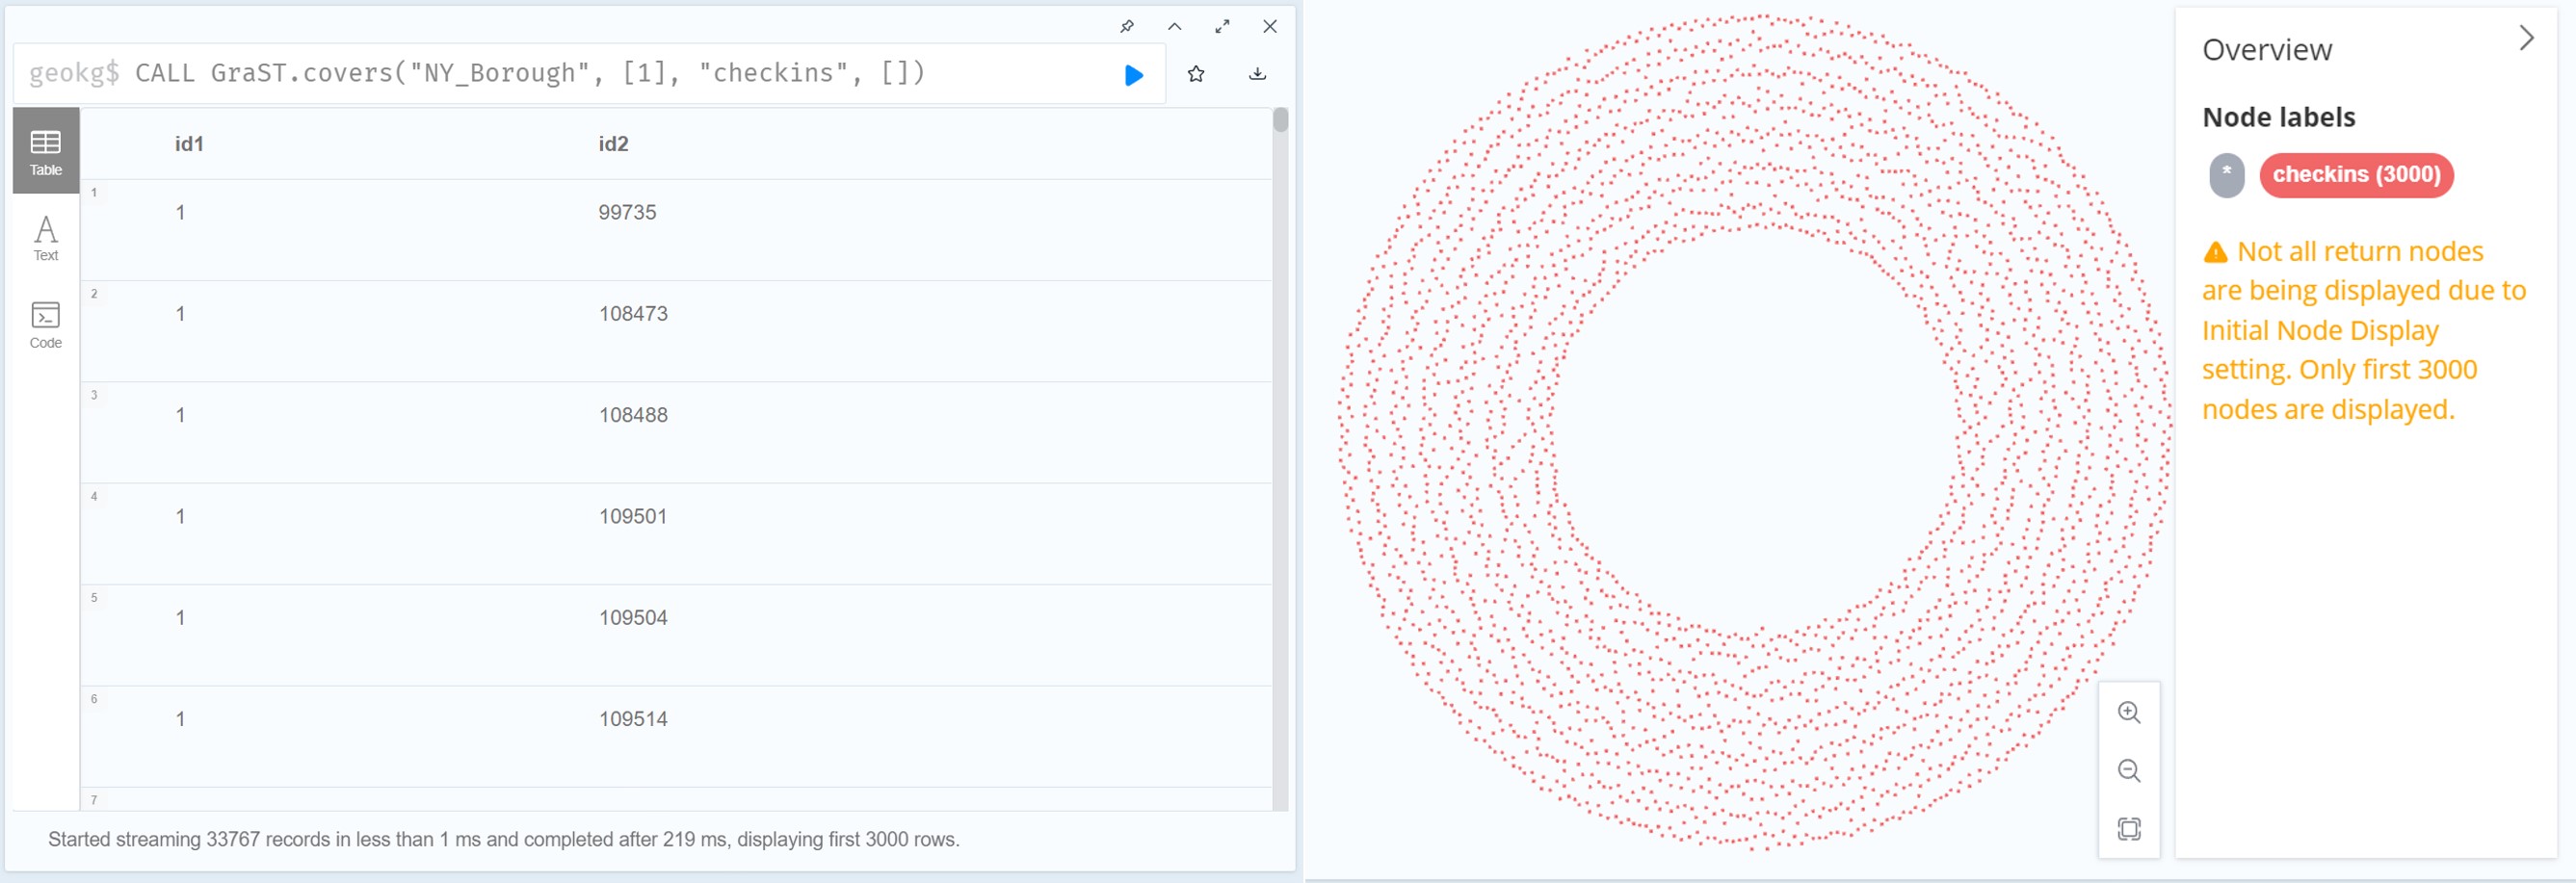 geokg$ CALL GraST.covers("NY_Borough", [1], "checkins", [])
Table
Text
Code
id1 id2
1
1 99735
2
1 108473
3
1 108488
4
1 109501
5
1 109504
6
1 109514
7
Started streaming 33767 records in less than 1 ms and completed after 219 ms, displaying first 3000 rows.
Overview
Node labels
* checkins (3000)
Not all return nodes
are being displayed due to
Initial Node Display
setting. Only first 3000
nodes are displayed.